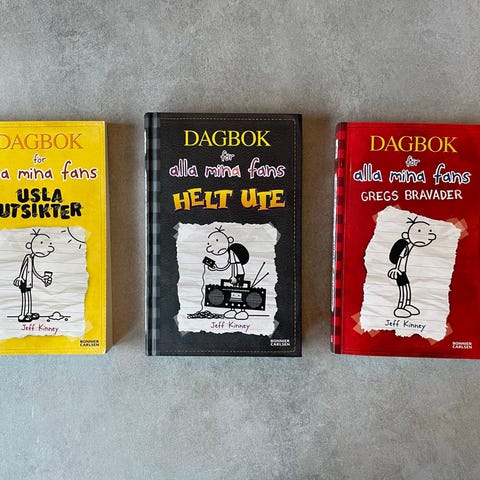 DAGBOK
för
a mina fans
USLA
UTSIKTER
Jeff Kinney
BONNIER
CARLSEN
DAGBOK
för
alla mina fans
HELT UTE
Jeff Kinney
BONNIER
CARLSEN
DAGBOK
för
alla mina fans
GREGS BRAVADER
Jeff Kinney
BONNIER
CARLSEN